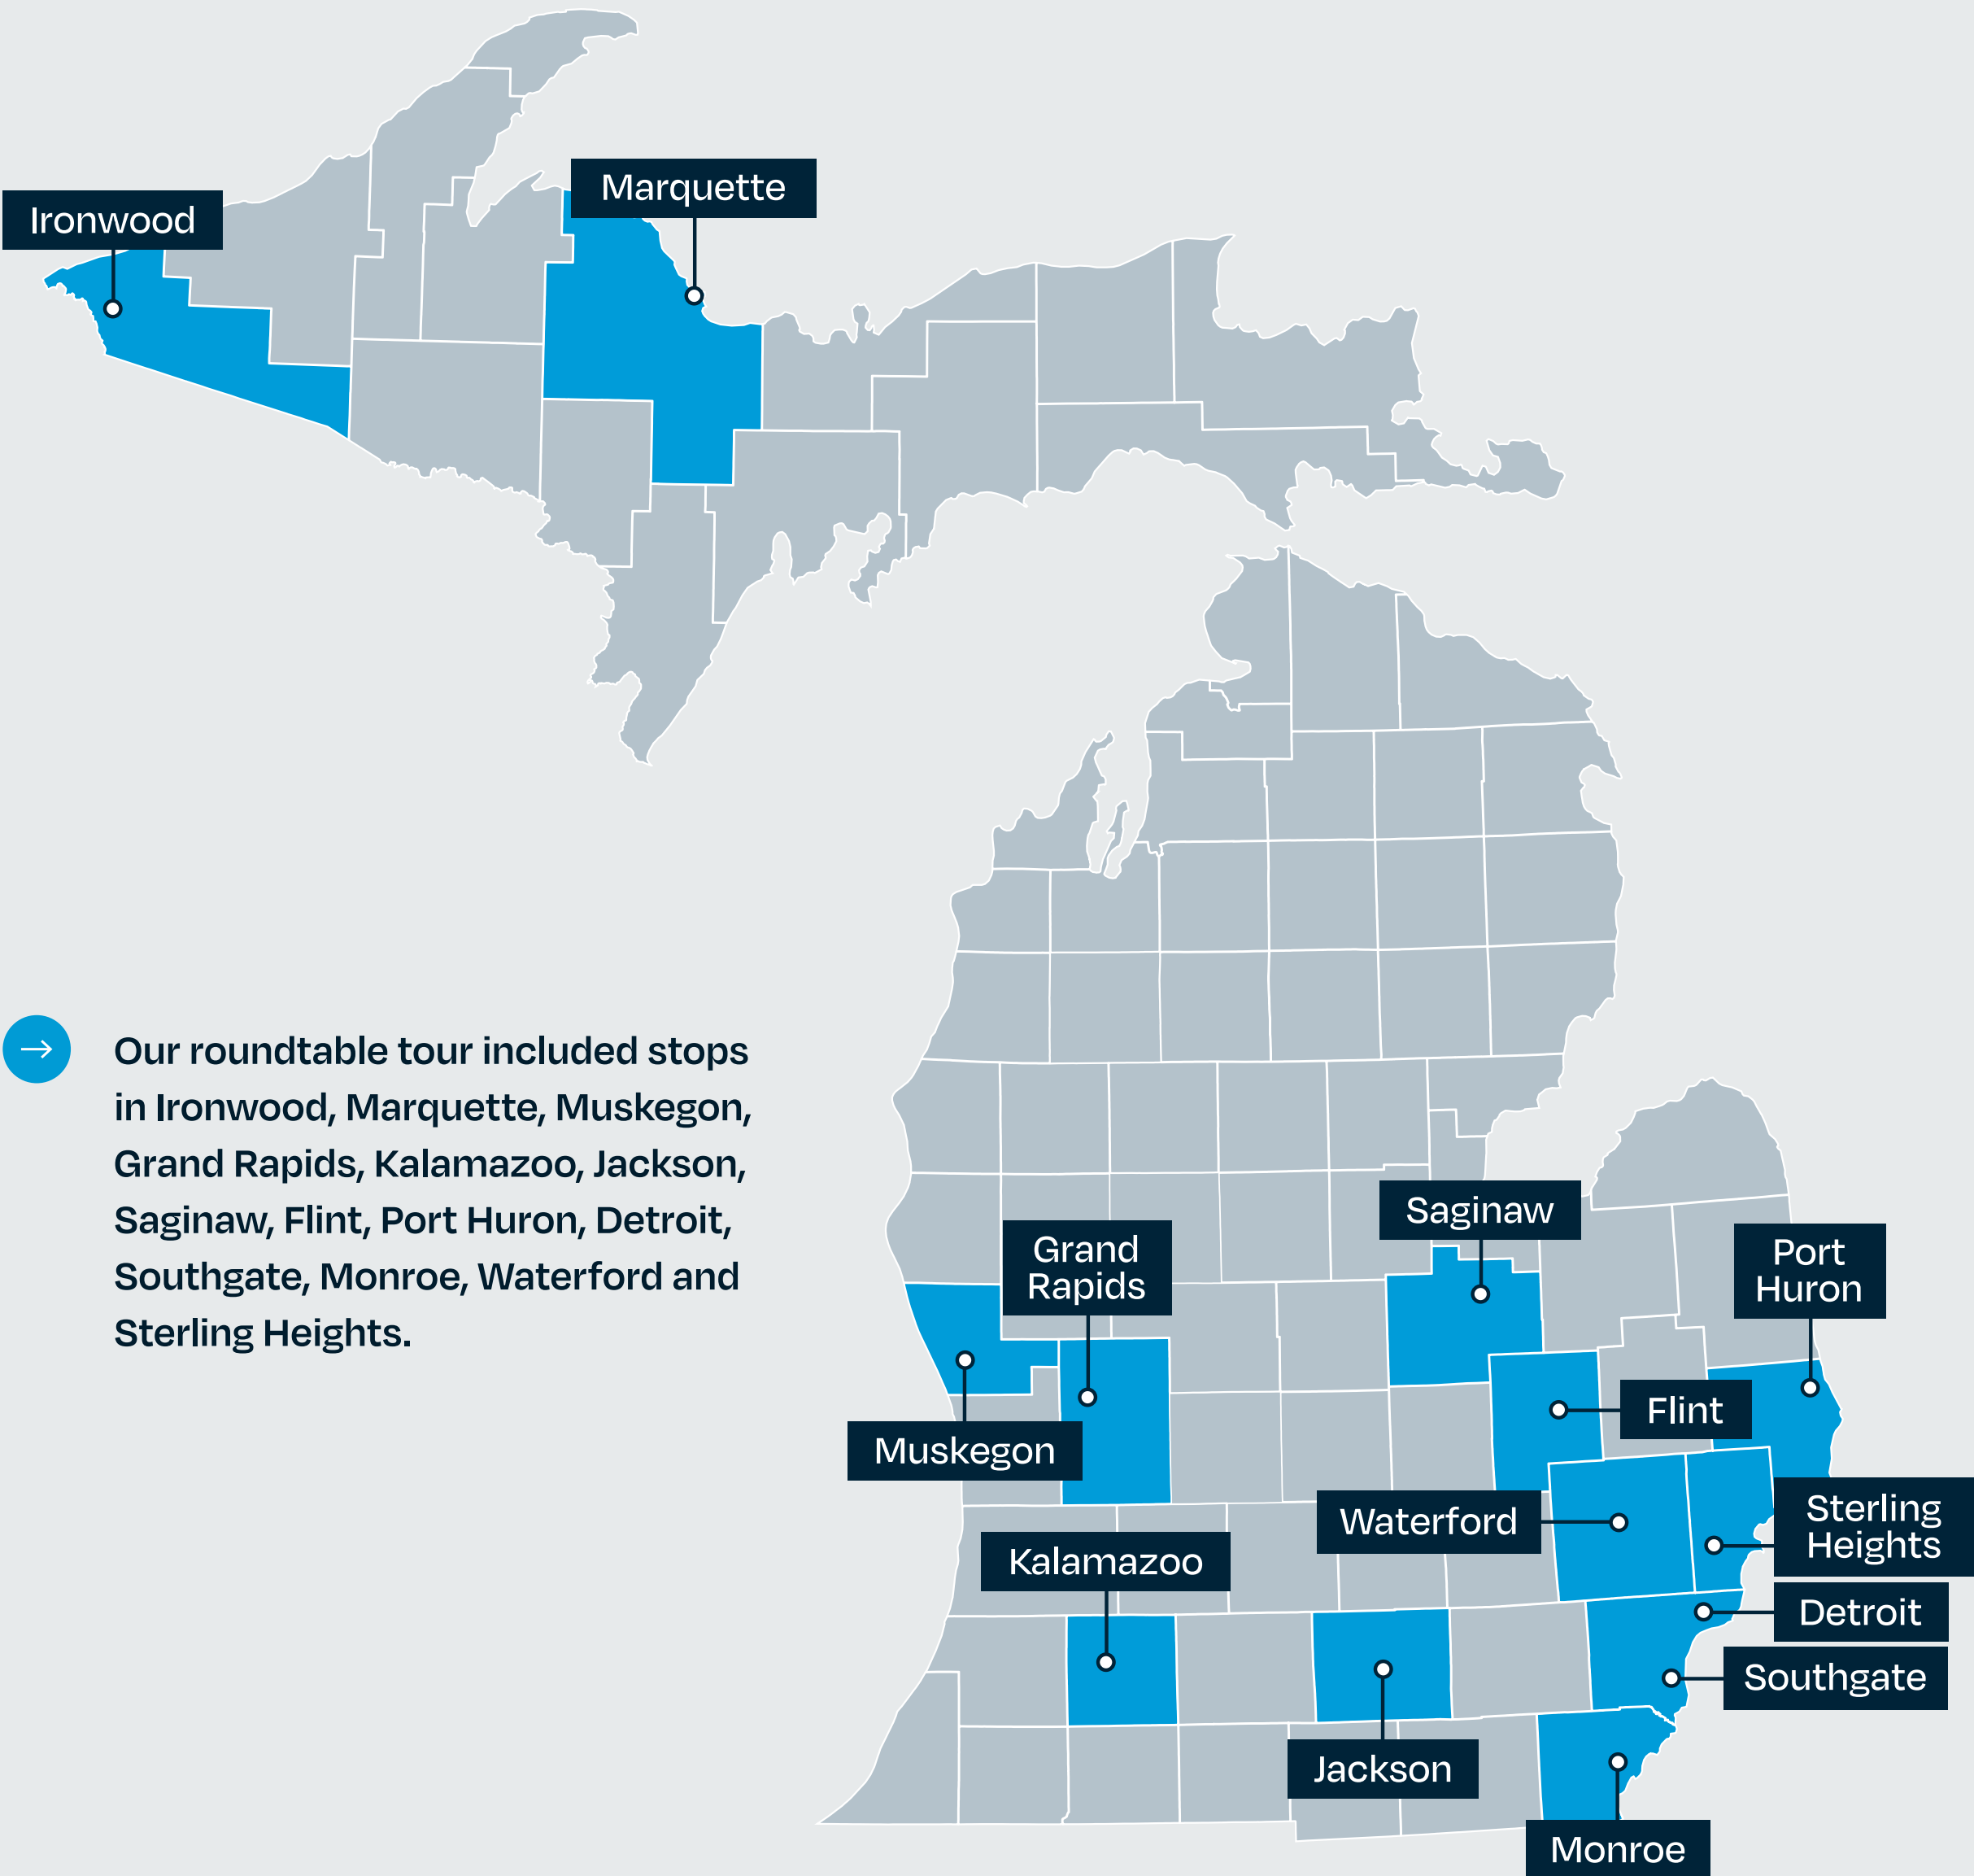 Marquette
Ironwood
Our roundtable tour included stops
in Ironwood, Marquette, Muskegon,
Grand Rapids, Kalamazoo, Jackson,
Saginaw, Flint, Port Huron, Detroit,
Southgate, Monroe, Waterford and
Sterling Heights.
Saginaw
Grand
Rapids
Port
Huron
Flint
Muskegon
Waterford
Sterling
Heights
Kalamazoo
Detroit
Southgate
Jackson
Monroe